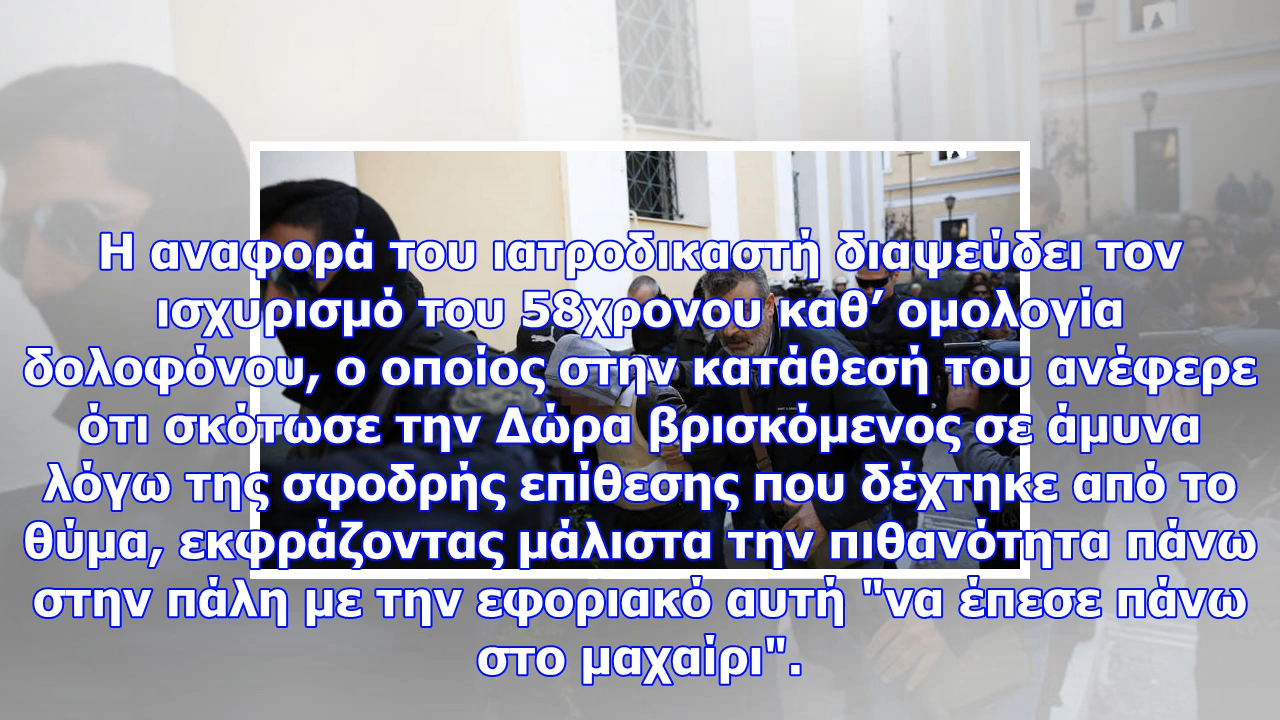 Η αναφορά του ιατροδικαστή διαψεύδει τον
ισχυρισμό του 58χρονου καθ’ ομολογία
δολοφόνου, ο οποίος στην κατάθεσή του ανέφερε
ότι σκότωσε την Δώρα βρισκόμενος σε άμυνα
λόγω της σφοδρής επίθεσης που δέχτηκε από το
θύμα, εκφράζοντας μάλιστα την πιθανότητα πάνω
στην πάλη με την εφοριακό αυτή "να έπεσε πάνω
στο μαχαίρι".